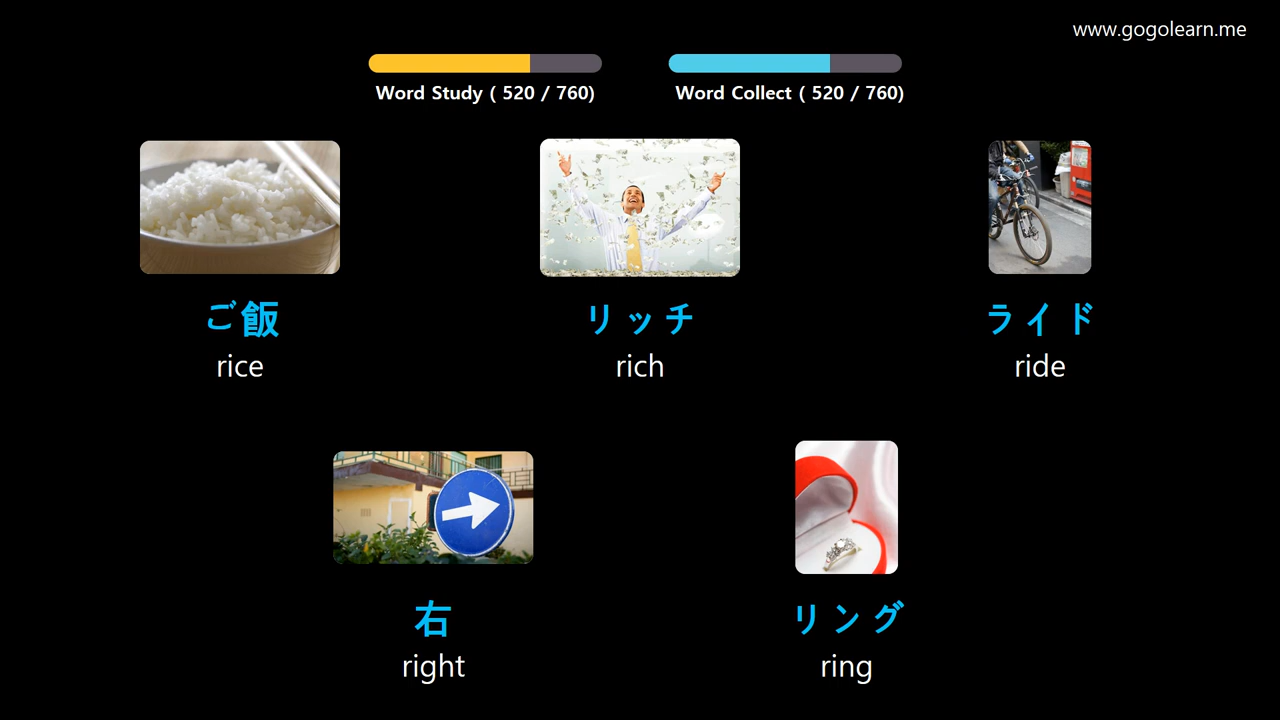 www.gogolearn.me
Word Study ( 520 / 760)
Word Collect ( 520 / 760)
ご飯
rice
リッチ
rich
ライド
ride
右
right
リング
ring